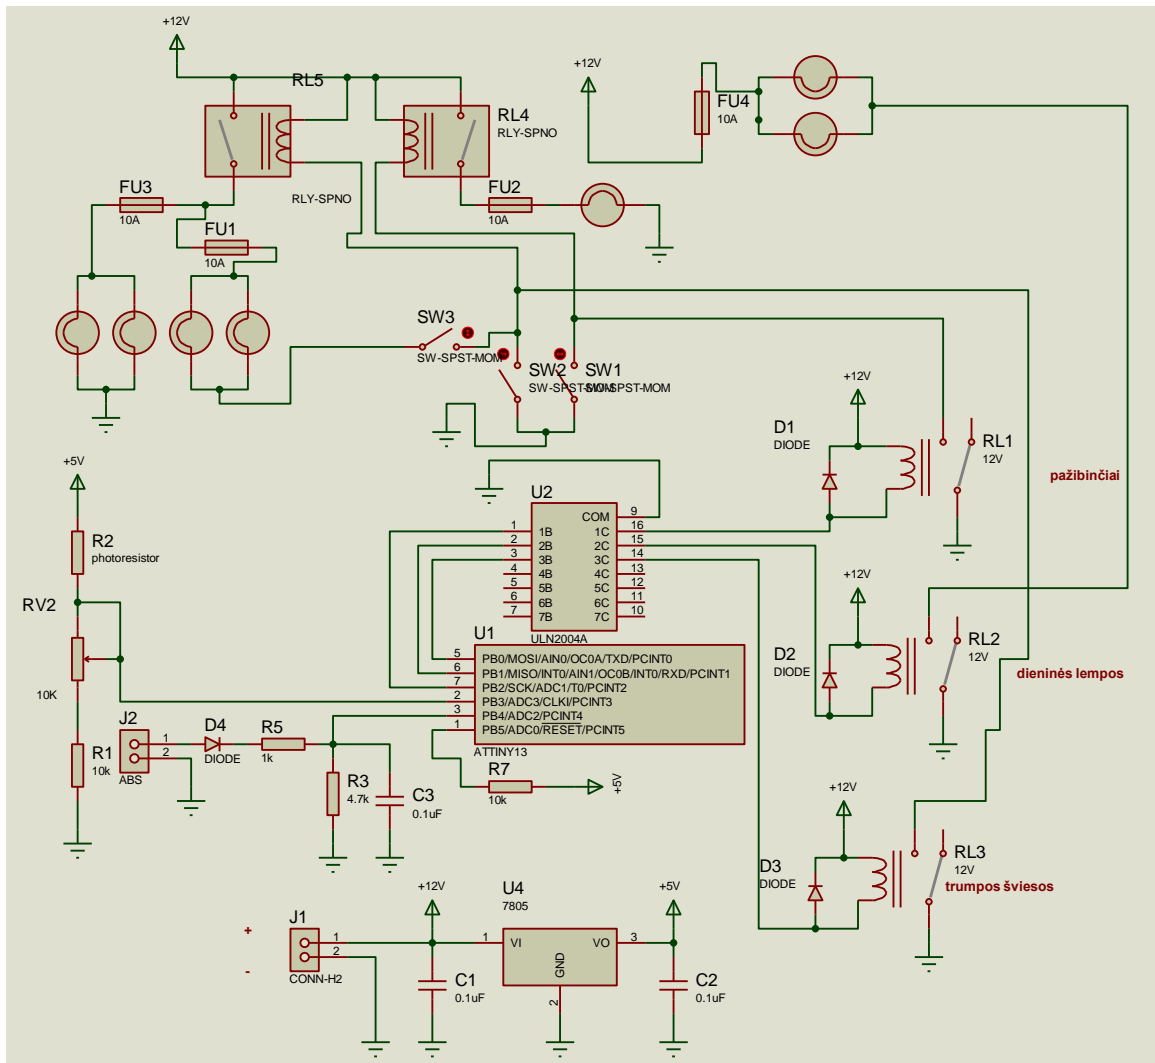 +12V
RL5
RL4
RLY-SPNO
RLY-SPNO
+12V
FU4
10A
FU3
10A
FU2
10A
FU1
10A
SW3
SW-SPST-MOM
SW2
SW-SPST-MOM
SW1
SW-SPST-MOM
+12V
D1
DIODE
RL1
12V
pažibinčiai
+5V
R2
photoresistor
RV2
10K
R1
10k
U2
COM
9
1
1B
1C
16
2
2B
2C
15
3
3B
3C
14
4
4B
4C
13
5
5B
5C
12
6
6B
6C
11
7
7B
7C
10
ULN2004A
U1
5
PB0/MOSI/AIN0/OC0A/TXD/PCINT0
6
PB1/MISO/INT0/AIN1/OC0B/INT0/RXD/PCINT1
7
PB2/SCK/ADC1/T0/PCINT2
2
PB3/ADC3/CLKI/PCINT3
3
PB4/ADC2/PCINT4
1
PB5/ADC0/RESET/PCINT5
ATTINY13
+12V
D2
DIODE
RL2
12V
dieninės lempos
J2
1
2
ABS
D4
DIODE
R5
1k
R3
4.7k
C3
0.1uF
R7
10k
+5V
+12V
D3
DIODE
RL3
12V
trumpos šviesos
+
-
J1
1
2
CONN-H2
+12V
C1
0.1uF
U4
7805
1
VI
VO
3
GND
2
+5V
C2
0.1uF